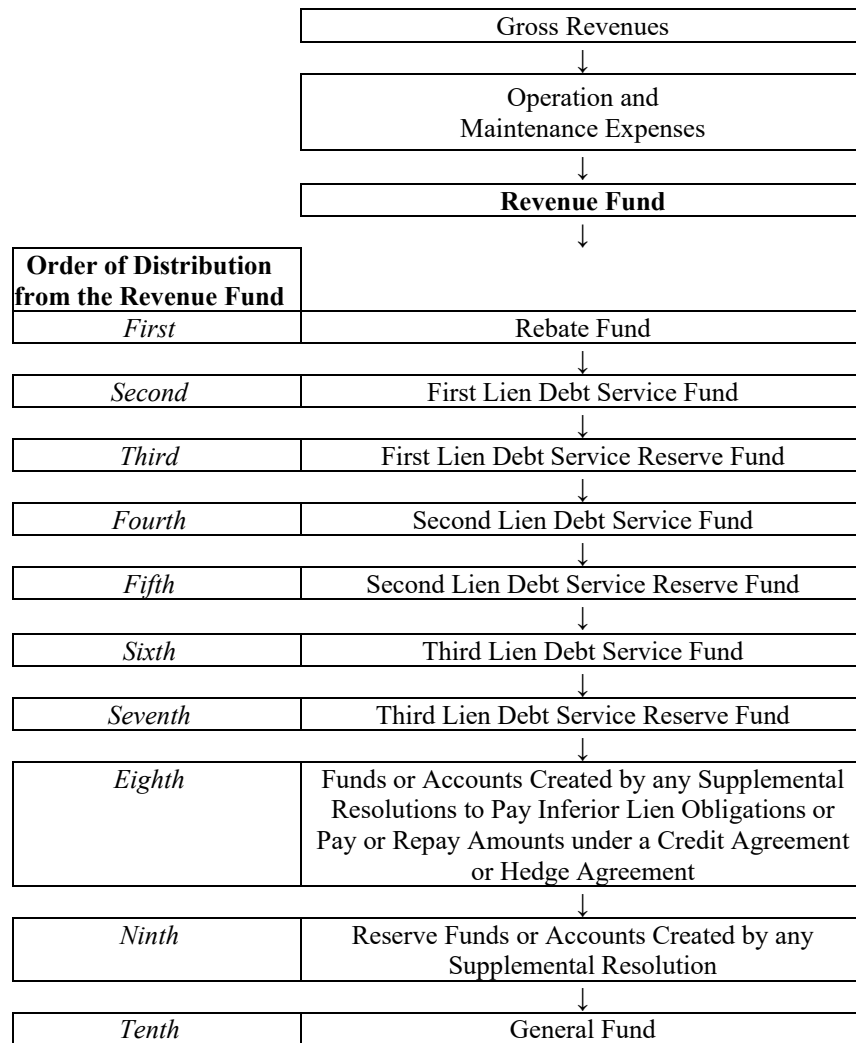 Gross Revenues
↓
Operation and
Maintenance Expenses
↓
Revenue Fund
↓
Order of Distribution
from the Revenue Fund
First Rebate Fund
↓
Second First Lien Debt Service Fund
↓
Third First Lien Debt Service Reserve Fund
↓
Fourth Second Lien Debt Service Fund
↓
Fifth Second Lien Debt Service Reserve Fund
↓
Sixth Third Lien Debt Service Fund
↓
Seventh Third Lien Debt Service Reserve Fund
↓
Eighth Funds or Accounts Created by any Supplemental
Resolutions to Pay Inferior Lien Obligations or
Pay or Repay Amounts under a Credit Agreement
or Hedge Agreement
↓
Ninth Reserve Funds or Accounts Created by any
Supplemental Resolution
↓
Tenth General Fund